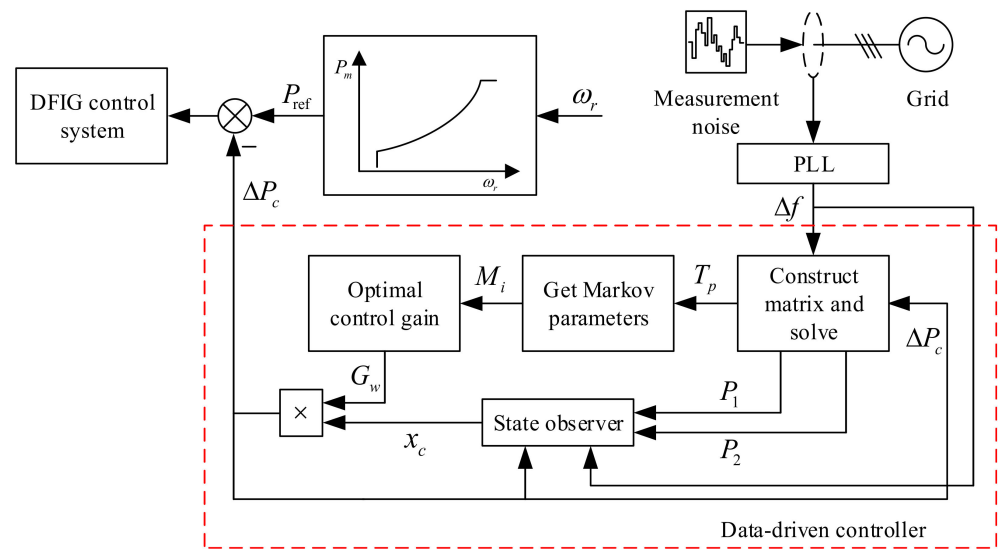 DFIG control
system
P_ref
P_m
ω_r
ω_r
Measurement
noise
Grid
PLL
−
ΔP_c
Δf
Optimal
control gain
M_i
Get Markov
parameters
T_p
Construct
matrix and
solve
ΔP_c
G_w
×
x_c
State observer
P_1
P_2
Data-driven controller